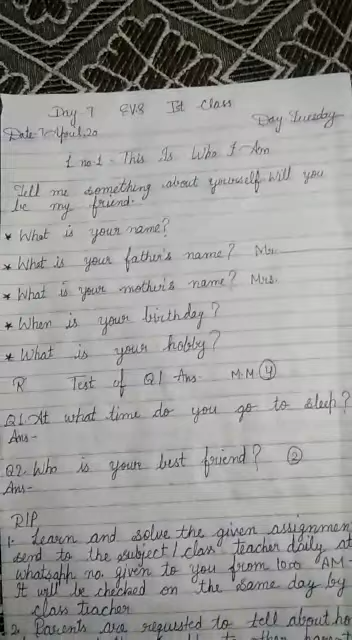 Day 7 EVS Ist Class
Date 7-April,20 Day Tuesday
L no.1 - This Is Who I Am
Tell me something about yourself will you
be my friend.
* What is your name?
* What is your father's name? Mr.
* What is your mother's name? Mrs.
* When is your birthday?
* What is your hobby?
R Test of Q1 Ans- M.M (4)
Q1. At what time do you go to sleep?
Ans-
Q2. Who is your best friend? (2)
Ans-
RIP
1. Learn and solve the given assignmen
send to the subject/class teacher daily at
whatsapp no. given to you from 10:00 AM-
It will be checked on the same day by
class teacher
2. Parents are requested to tell about ho